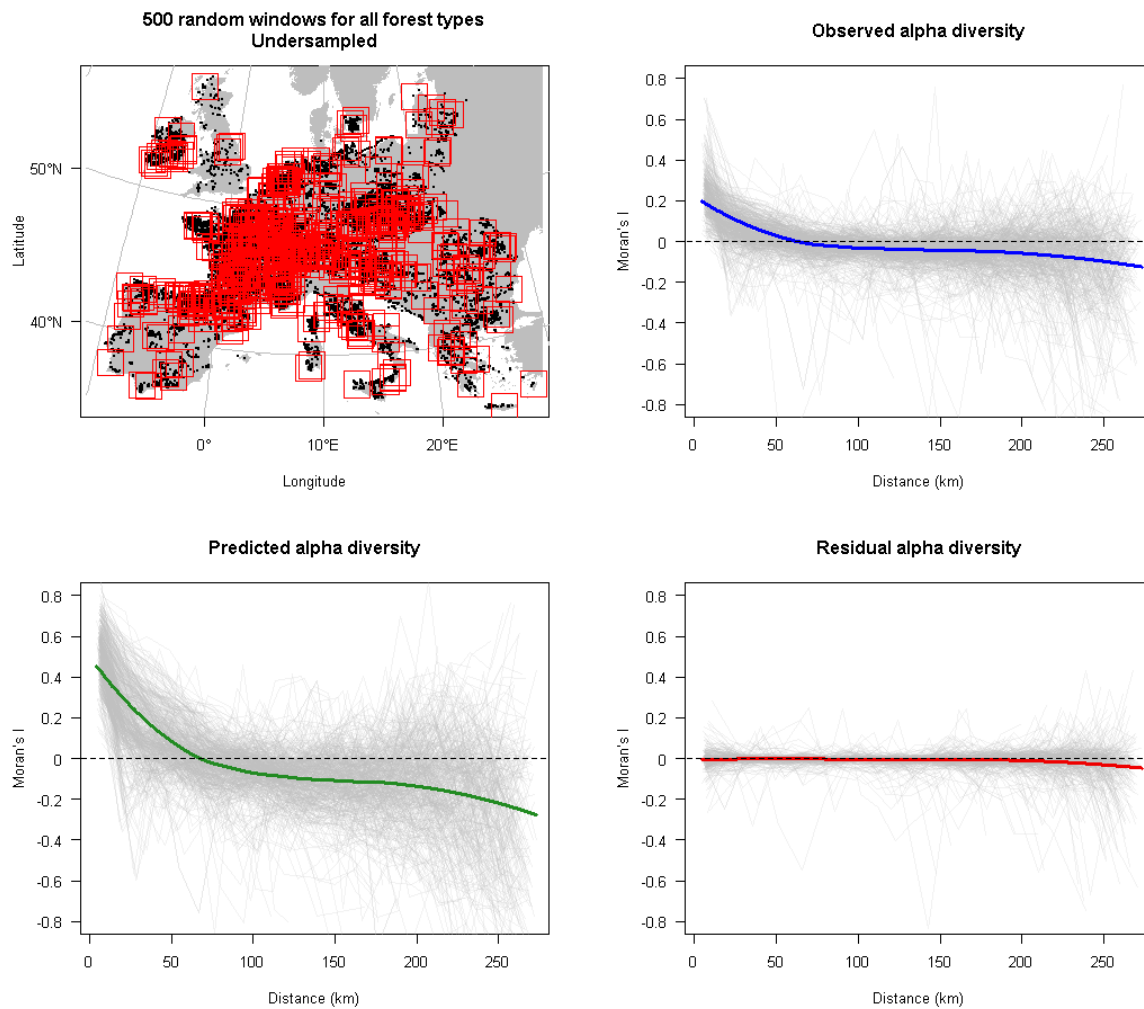 500 random windows for all forest types
Undersampled
50°N
40°N
Latitude
0°
10°E
20°E
Longitude
Observed alpha diversity
0.8
0.6
0.4
0.2
0
-0.2
-0.4
-0.6
-0.8
Moran's I
0
50
100
150
200
250
Distance (km)
Predicted alpha diversity
0.8
0.6
0.4
0.2
0
-0.2
-0.4
-0.6
-0.8
Moran's I
0
50
100
150
200
250
Distance (km)
Residual alpha diversity
0.8
0.6
0.4
0.2
0
-0.2
-0.4
-0.6
-0.8
Moran's I
0
50
100
150
200
250
Distance (km)